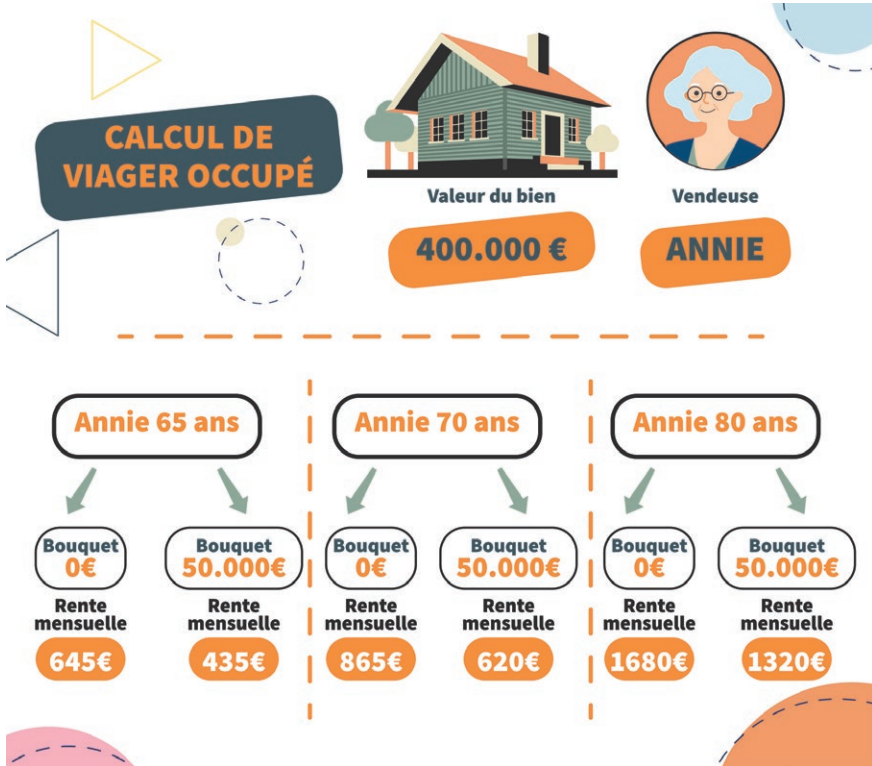 CALCUL DE
VIAGER OCCUPÉ
Valeur du bien
400.000 €
Vendeuse
ANNIE
Annie 65 ans
Bouquet
0€
Rente
mensuelle
645€
Bouquet
50.000€
Rente
mensuelle
435€
Annie 70 ans
Bouquet
0€
Rente
mensuelle
865€
Bouquet
50.000€
Rente
mensuelle
620€
Annie 80 ans
Bouquet
0€
Rente
mensuelle
1680€
Bouquet
50.000€
Rente
mensuelle
1320€